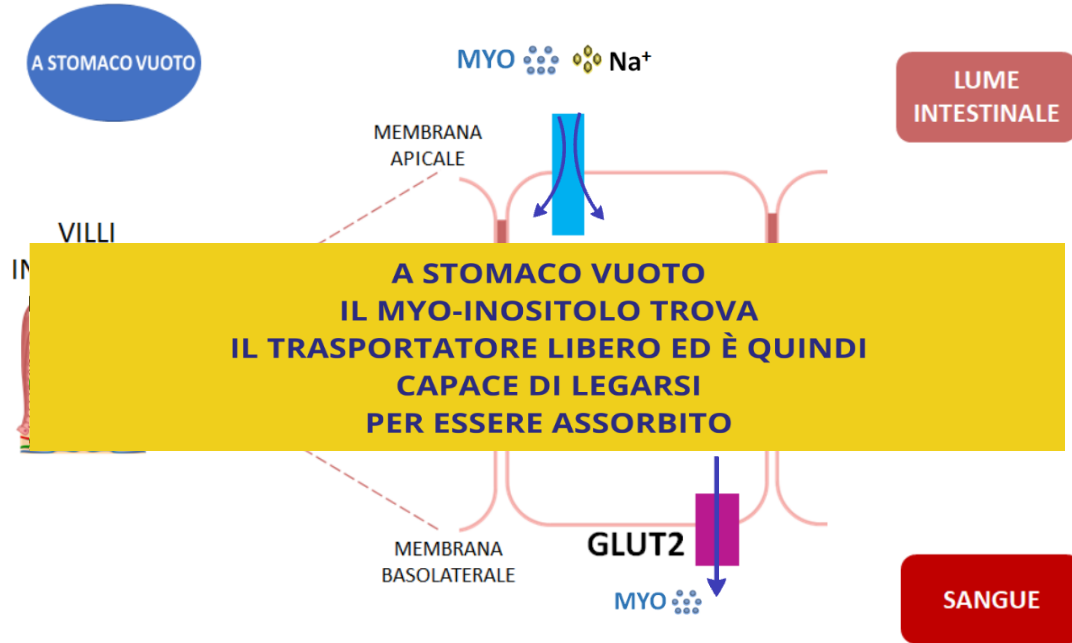 A STOMACO VUOTO
MYO
Na⁺
LUME
INTESTINALE
MEMBRANA
APICALE
VILLI
A STOMACO VUOTO
IL MYO-INOSITOLO TROVA
IL TRASPORTATORE LIBERO ED È QUINDI
CAPACE DI LEGARSI
PER ESSERE ASSORBITO
MEMBRANA
BASOLATERALE
GLUT2
MYO
SANGUE